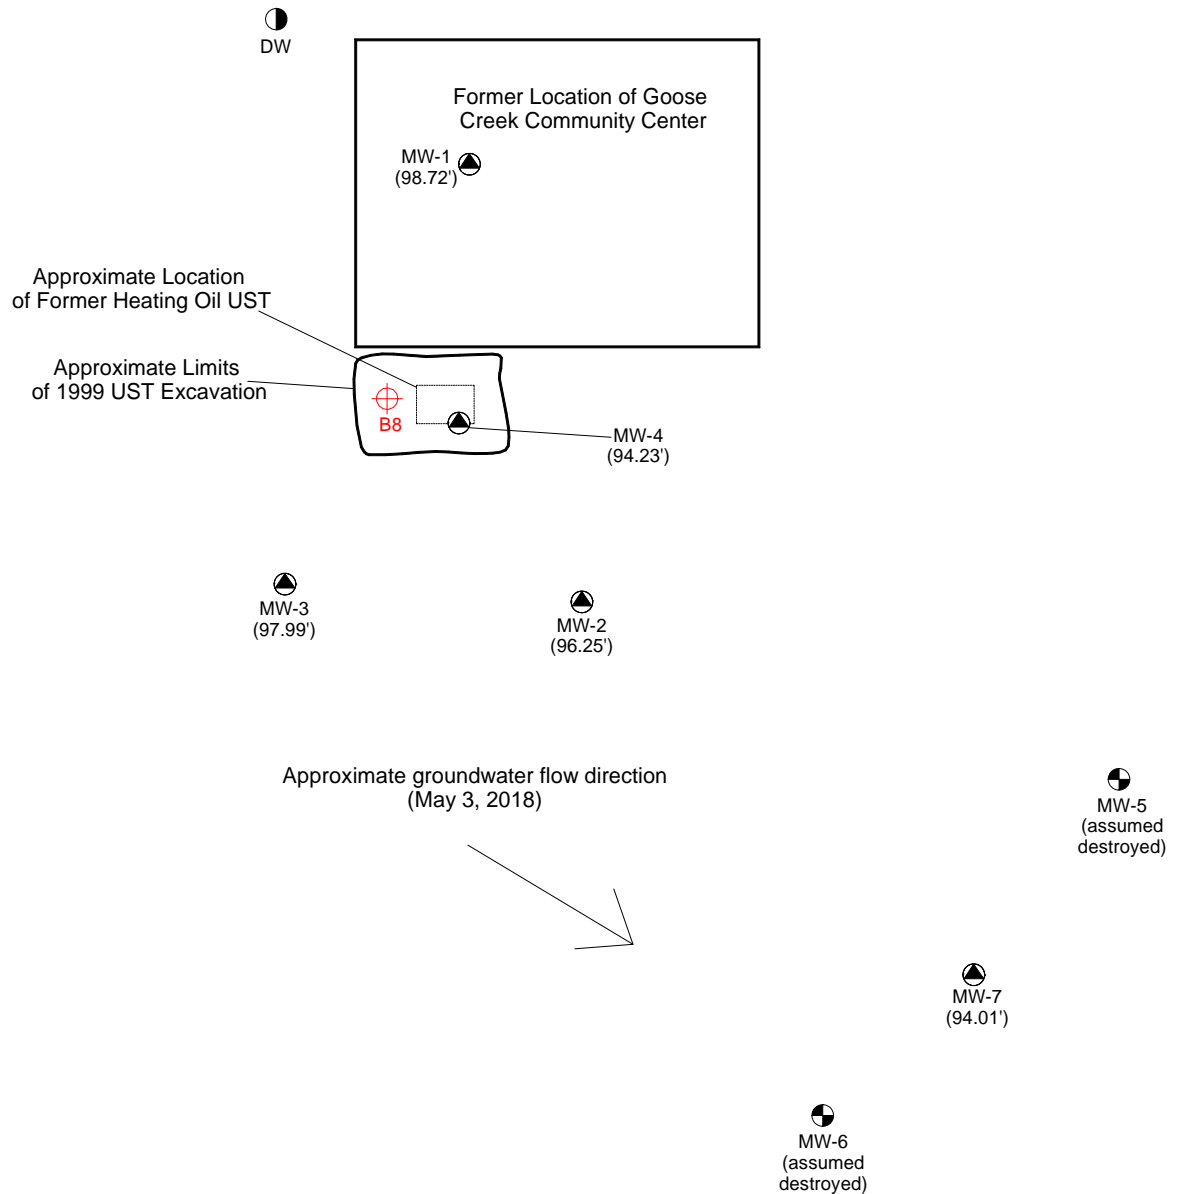 DW
Former Location of Goose
Creek Community Center
MW-1
(98.72')
Approximate Location
of Former Heating Oil UST
Approximate Limits
of 1999 UST Excavation
B8
MW-4
(94.23')
MW-3
(97.99')
MW-2
(96.25')
Approximate groundwater flow direction
(May 3, 2018)
MW-5
(assumed
destroyed)
MW-7
(94.01')
MW-6
(assumed
destroyed)